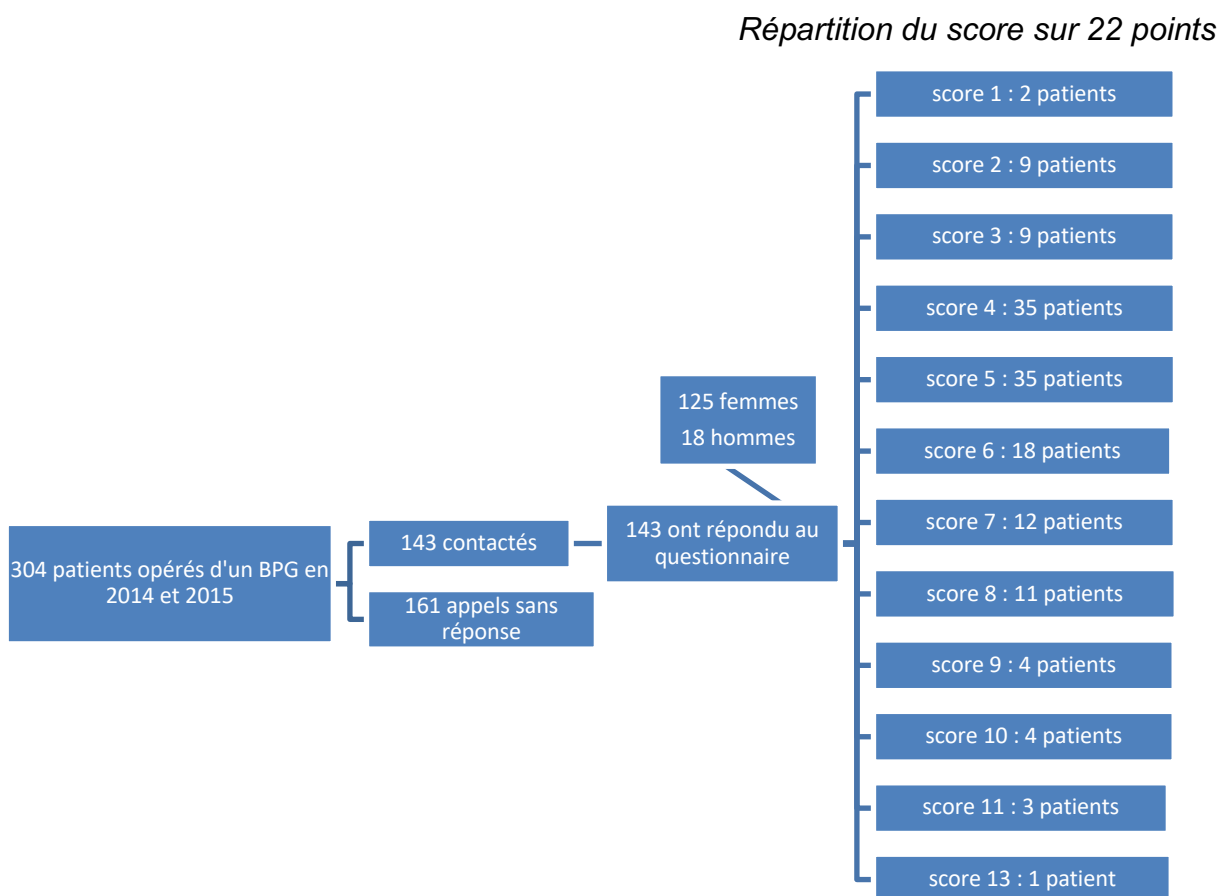 Répartition du score sur 22 points
304 patients opérés d'un BPG en
2014 et 2015
143 contactés
161 appels sans
réponse
125 femmes
18 hommes
143 ont répondu au
questionnaire
score 1 : 2 patients
score 2 : 9 patients
score 3 : 9 patients
score 4 : 35 patients
score 5 : 35 patients
score 6 : 18 patients
score 7 : 12 patients
score 8 : 11 patients
score 9 : 4 patients
score 10 : 4 patients
score 11 : 3 patients
score 13 : 1 patient